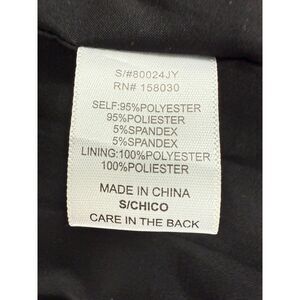 S/#80024JY
RN# 158030
SELF:95%POLYESTER
95%POLIESTER
5%SPANDEX
5%SPANDEX
LINING:100%POLYESTER
100%POLIESTER
MADE IN CHINA
S/CHICO
CARE IN THE BACK